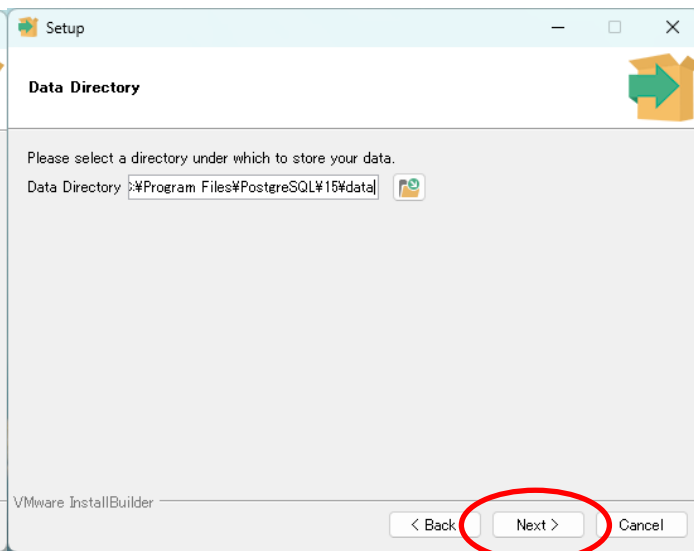 Setup
Data Directory
Please select a directory under which to store your data.
Data Directory :¥Program Files¥PostgreSQL¥15¥data
VMware InstallBuilder
< Back
Next >
Cancel